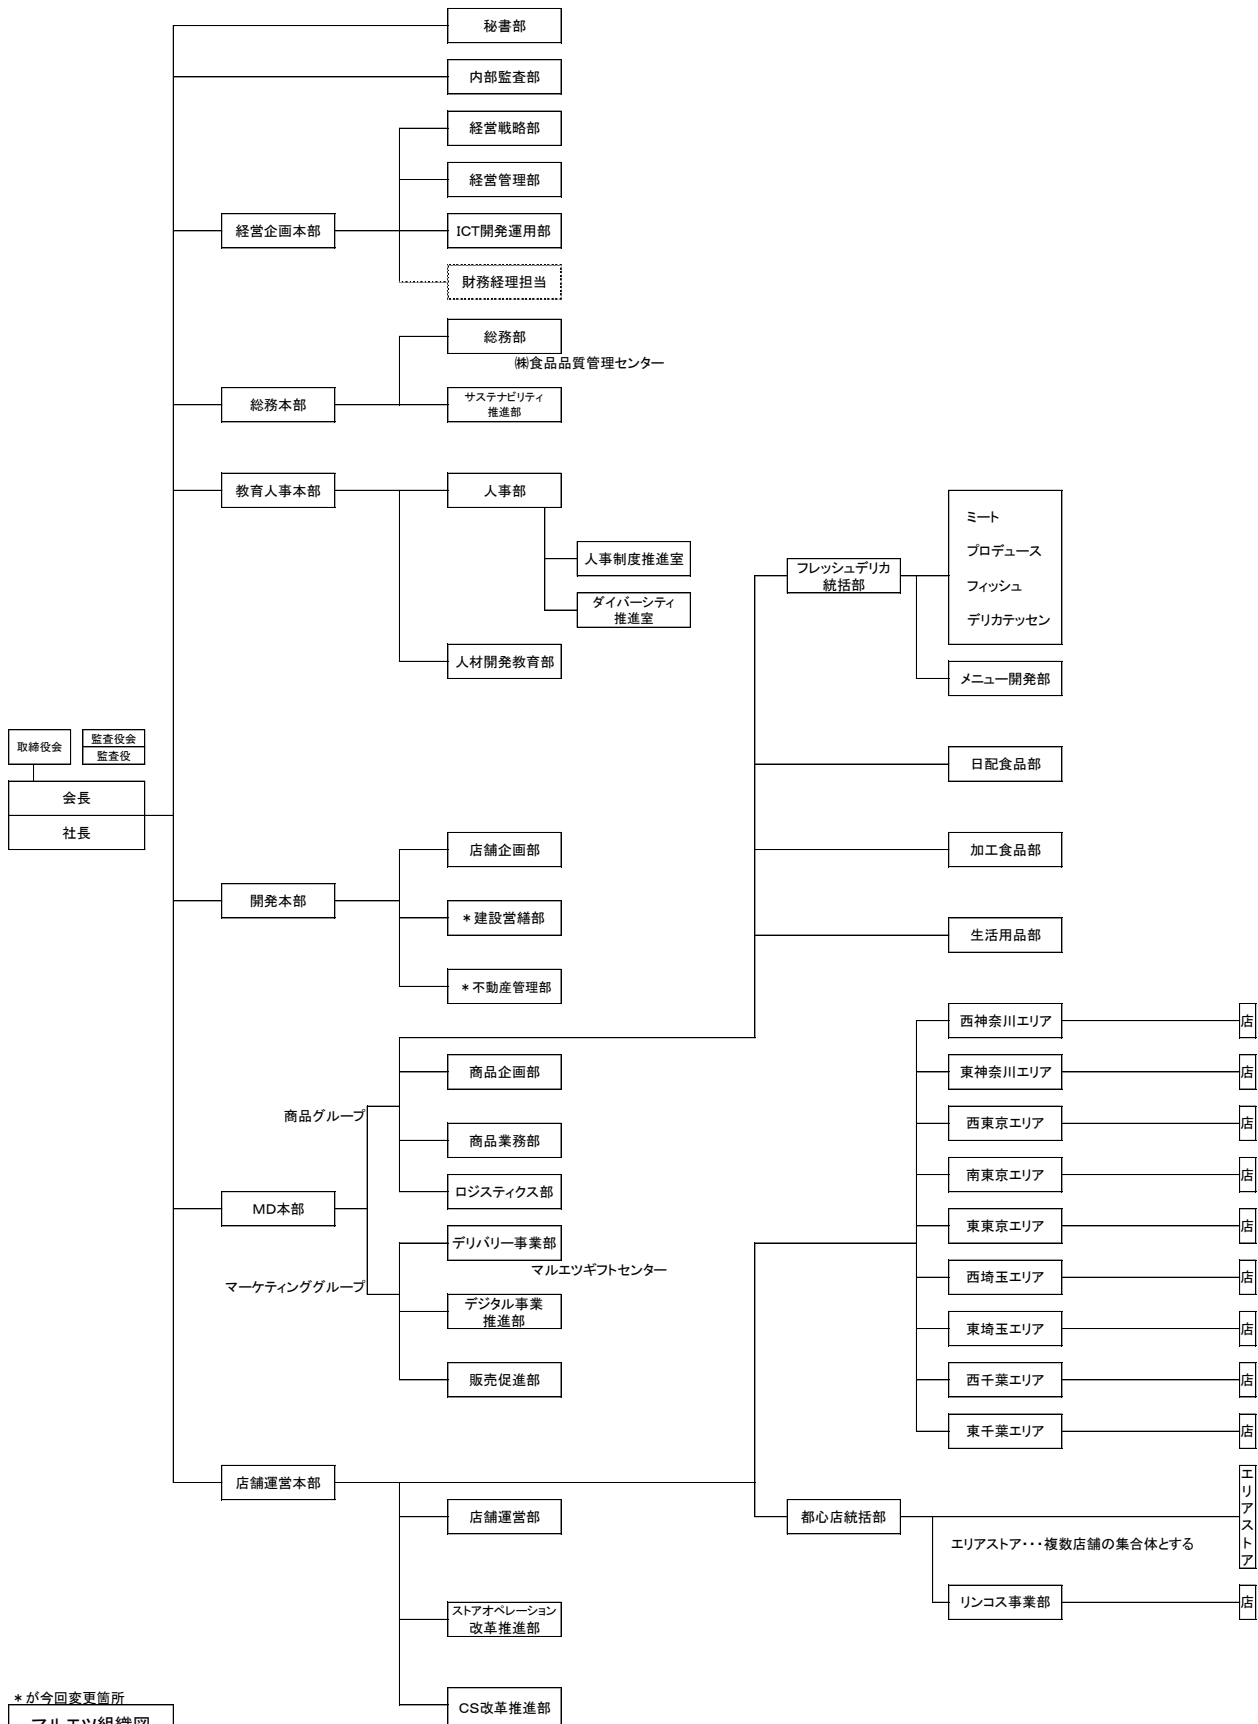 秘書部
内部監査部
経営戦略部
経営管理部
経営企画本部
ICT開発運用部
財務経理担当
総務部
㈱食品品質管理センター
総務本部
サステナビリティ
推進部
教育人事本部
人事部
人事制度推進室
ダイバーシティ
推進室
人材開発教育部
フレッシュデリカ
統括部
ミート
プロデュース
フィッシュ
デリカテッセン
メニュー開発部
日配食品部
加工食品部
生活用品部
取締役会
監査役会
監査役
会長
社長
店舗企画部
開発本部
*建設営繕部
*不動産管理部
商品企画部
商品グループ
商品業務部
ロジスティクス部
MD本部
デリバリー事業部
マルエツギフトセンター
マーケティンググループ
デジタル事業
推進部
販売促進部
西神奈川エリア
店
東神奈川エリア
店
西東京エリア
店
南東京エリア
店
東東京エリア
店
西埼玉エリア
店
東埼玉エリア
店
西千葉エリア
店
東千葉エリア
店
店舗運営本部
店舗運営部
都心店統括部
エリアストア
エリアストア・・・複数店舗の集合体とする
リンコス事業部
店
ストアオペレーション
改革推進部
CS改革推進部
*が今回変更箇所
マルエツ組織図